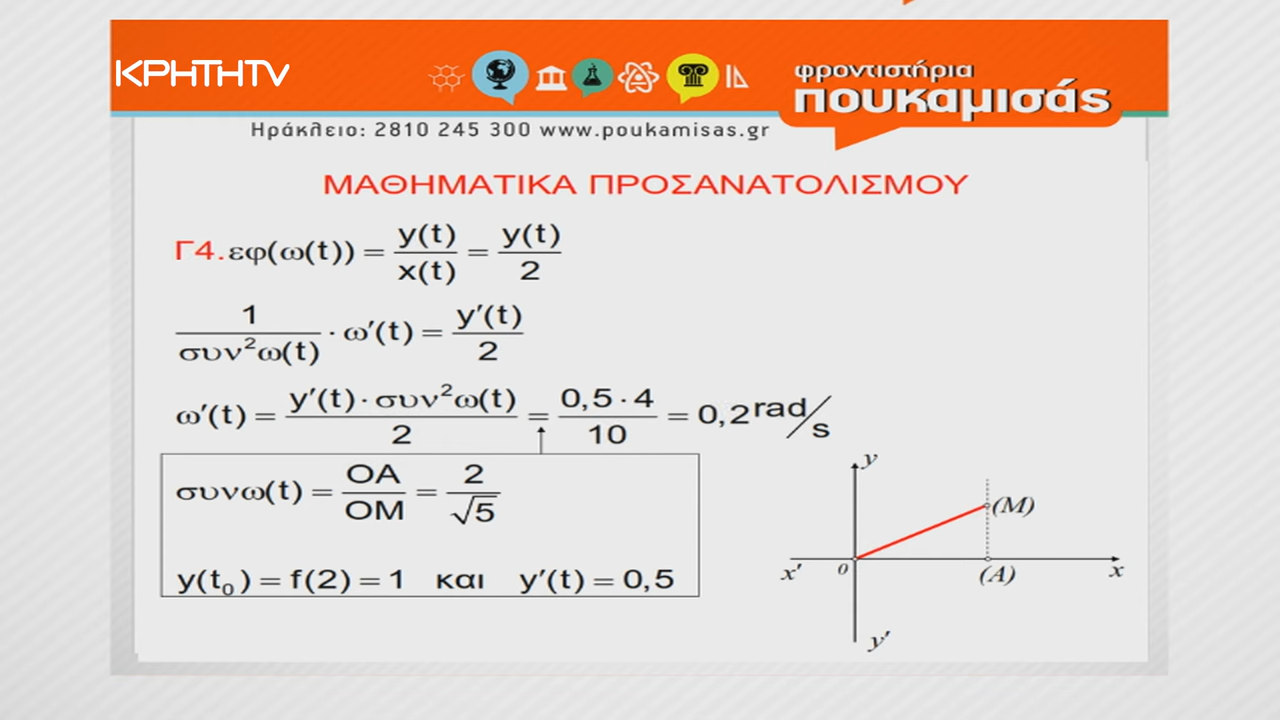 ΚΡΗΤΗTV
φροντιστήρια
πουκαμισάς
Ηράκλειο: 2810 245 300 www.poukamisas.gr
ΜΑΘΗΜΑΤΙΚΑ ΠΡΟΣΑΝΑΤΟΛΙΣΜΟΥ
Γ4. εφ(ω(t)) = y(t)/x(t) = y(t)/2
1/συν²ω(t) · ω′(t) = y′(t)/2
ω′(t) = y′(t)·συν²ω(t)/2 = 0,5·4/10 = 0,2 rad/s
συνω(t) = ΟΑ/ΟΜ = 2/√5
y(t₀) = f(2) = 1 και y′(t) = 0,5
y
(M)
x′ 0 (A) x
y′